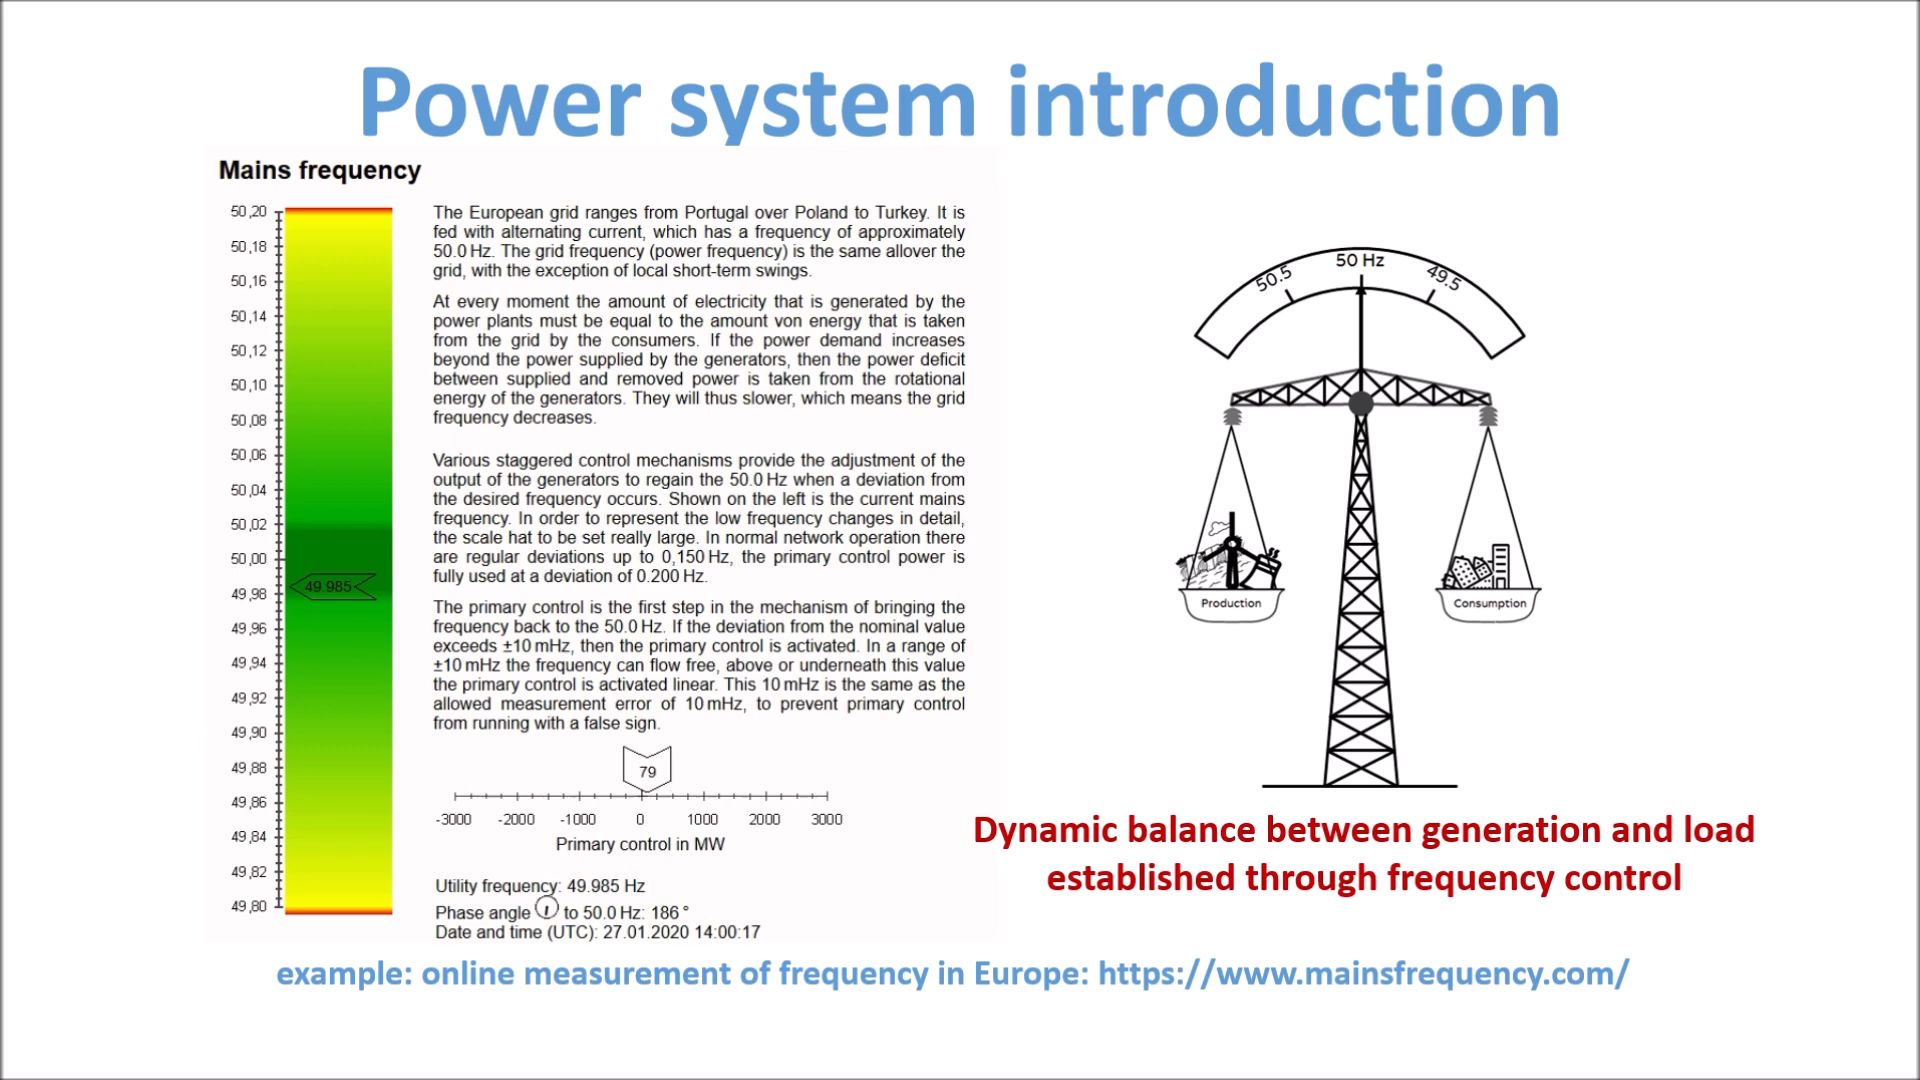 Power system introduction
Mains frequency
50,20
50,18
50,16
50,14
50,12
50,10
50,08
50,06
50,04
50,02
50,00
49,98
49,96
49,94
49,92
49,90
49,88
49,86
49,84
49,82
49,80
49.985
The European grid ranges from Portugal over Poland to Turkey. It is
fed with alternating current, which has a frequency of approximately
50.0 Hz. The grid frequency (power frequency) is the same allover the
grid, with the exception of local short-term swings.
At every moment the amount of electricity that is generated by the
power plants must be equal to the amount von energy that is taken
from the grid by the consumers. If the power demand increases
beyond the power supplied by the generators, then the power deficit
between supplied and removed power is taken from the rotational
energy of the generators. They will thus slower, which means the grid
frequency decreases.
Various staggered control mechanisms provide the adjustment of the
output of the generators to regain the 50.0 Hz when a deviation from
the desired frequency occurs. Shown on the left is the current mains
frequency. In order to represent the low frequency changes in detail,
the scale hat to be set really large. In normal network operation there
are regular deviations up to 0,150 Hz, the primary control power is
fully used at a deviation of 0.200 Hz.
The primary control is the first step in the mechanism of bringing the
frequency back to the 50.0 Hz. If the deviation from the nominal value
exceeds ±10 mHz, then the primary control is activated. In a range of
±10 mHz the frequency can flow free, above or underneath this value
the primary control is activated linear. This 10 mHz is the same as the
allowed measurement error of 10 mHz, to prevent primary control
from running with a false sign.
79
-3000 -2000 -1000 0 1000 2000 3000
Primary control in MW
Utility frequency: 49.985 Hz
Phase angle to 50.0 Hz: 186 °
Date and time (UTC): 27.01.2020 14:00:17
50.5 50 Hz 49.5
Production
Consumption
Dynamic balance between generation and load
established through frequency control
example: online measurement of frequency in Europe: https://www.mainsfrequency.com/